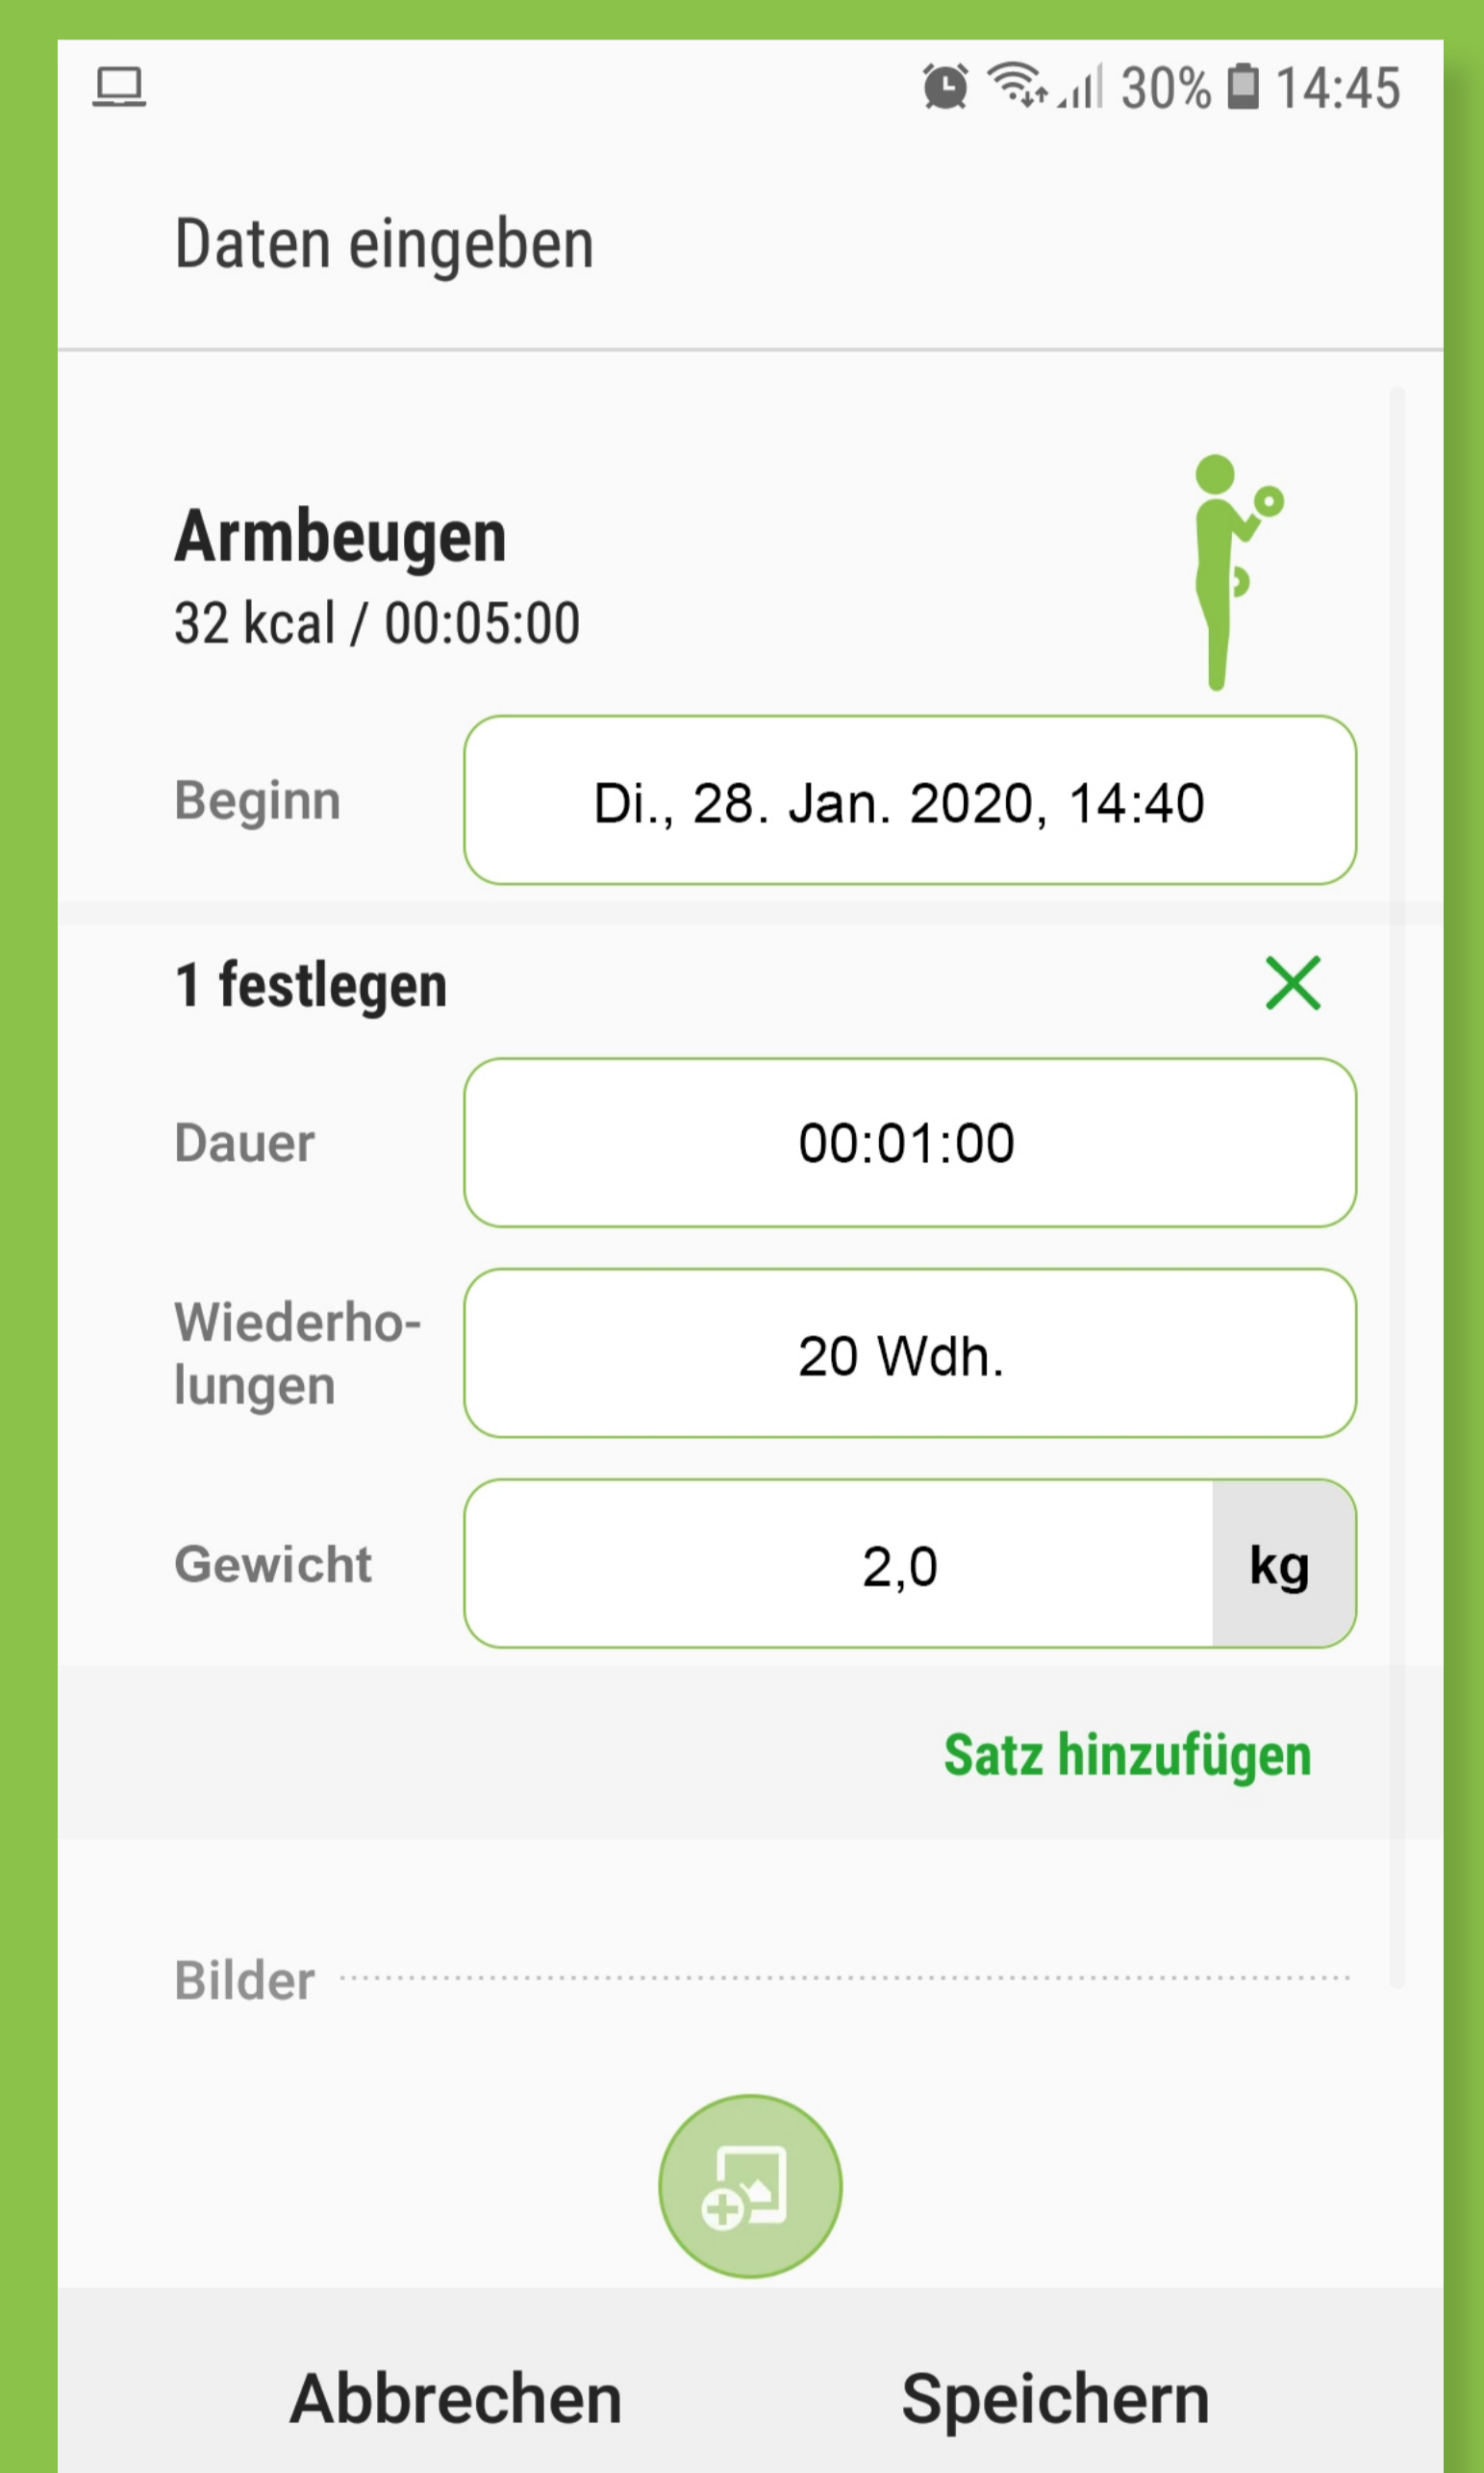 30% 14:45
Daten eingeben
Armbeugen
32 kcal / 00:05:00
Beginn Di., 28. Jan. 2020, 14:40
1 festlegen
Dauer 00:01:00
Wiederho-
lungen 20 Wdh.
Gewicht 2,0 kg
Satz hinzufügen
Bilder
Abbrechen Speichern